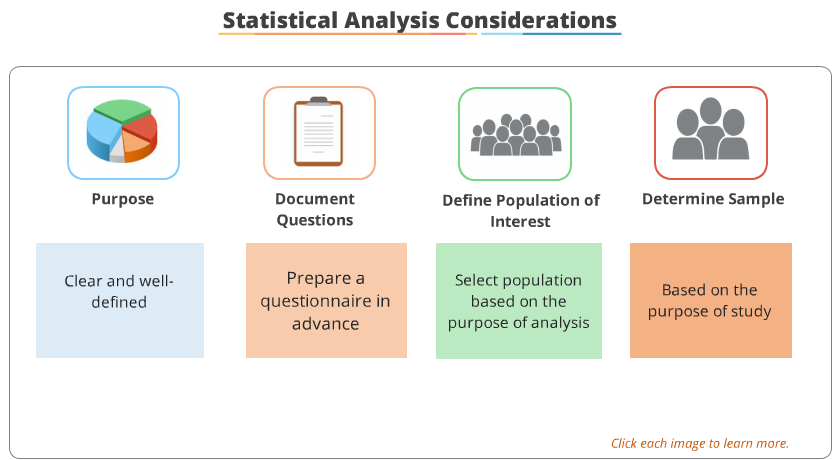 Statistical Analysis Considerations
Purpose
Document
Questions
Define Population of
Interest
Determine Sample
Clear and well-
defined
Prepare a
questionnaire in
advance
Select population
based on the
purpose of analysis
Based on the
purpose of study
Click each image to learn more.